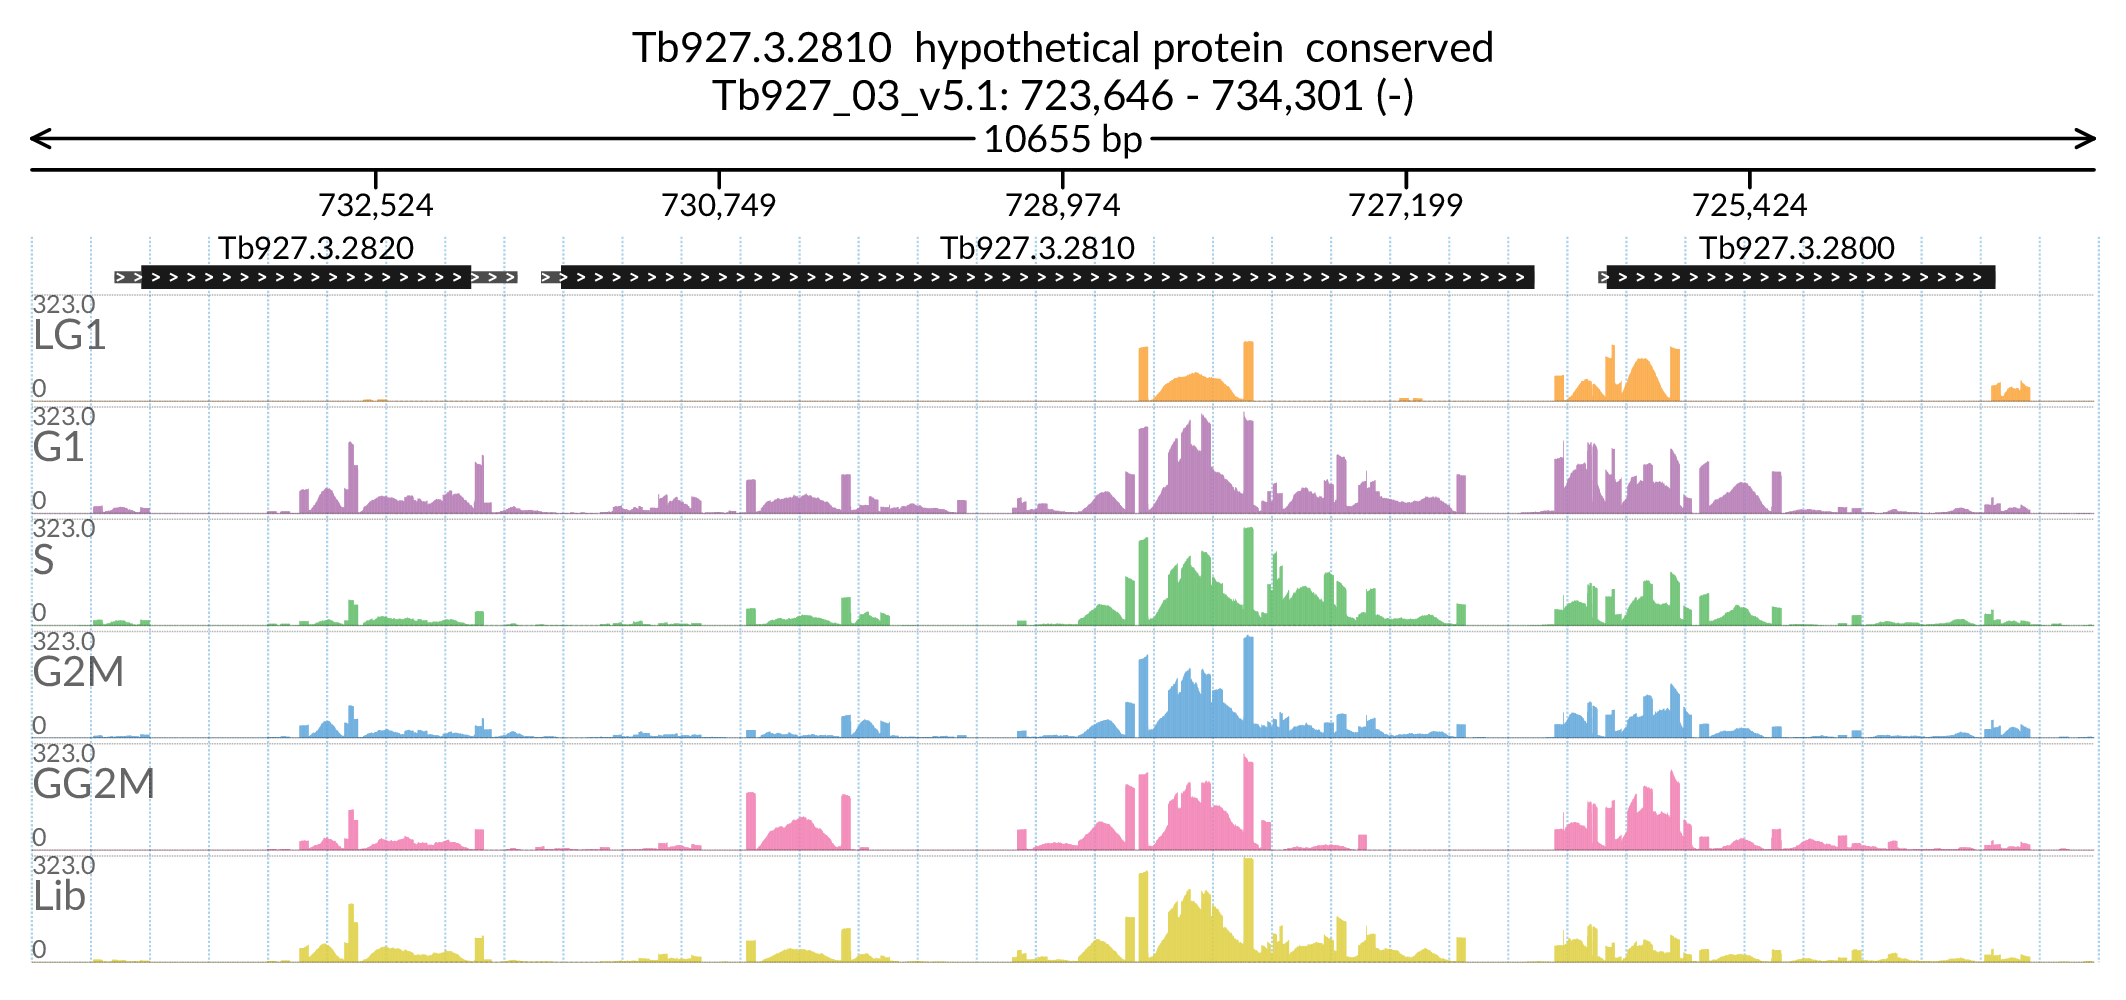 Tb927.3.2810  hypothetical protein  conserved
Tb927_03_v5.1: 723,646 - 734,301 (-)
10655 bp
732,524 730,749 728,974 727,199 725,424
Tb927.3.2820 Tb927.3.2810 Tb927.3.2800
323.0
LG1
0
323.0
G1
0
323.0
S
0
323.0
G2M
0
323.0
GG2M
0
323.0
Lib
0